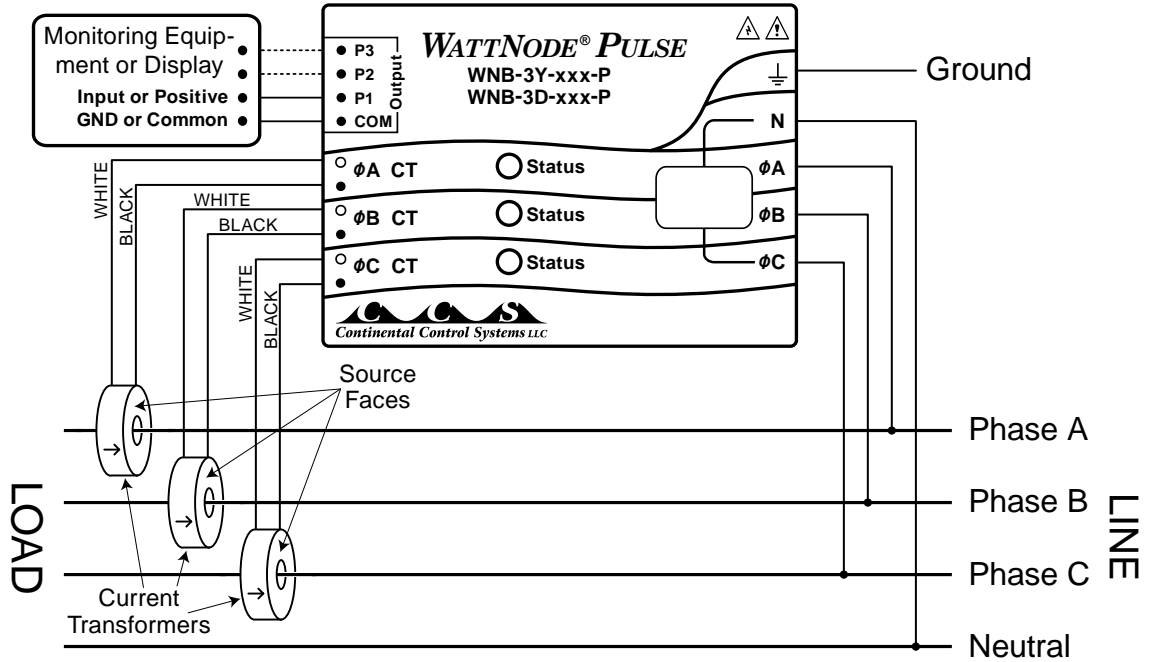 Monitoring Equip-
ment or Display
Input or Positive
GND or Common
P3
P2
P1
COM
Output
WATTNODE® PULSE
WNB-3Y-xxx-P
WNB-3D-xxx-P
Ground
N
ϕA CT
Status
ϕA
ϕB CT
Status
ϕB
ϕC CT
Status
ϕC
WHITE
BLACK
WHITE
BLACK
WHITE
BLACK
CCS
Continental Control Systems LLC
Source
Faces
Phase A
Phase B
Phase C
Neutral
LOAD
LINE
Current
Transformers